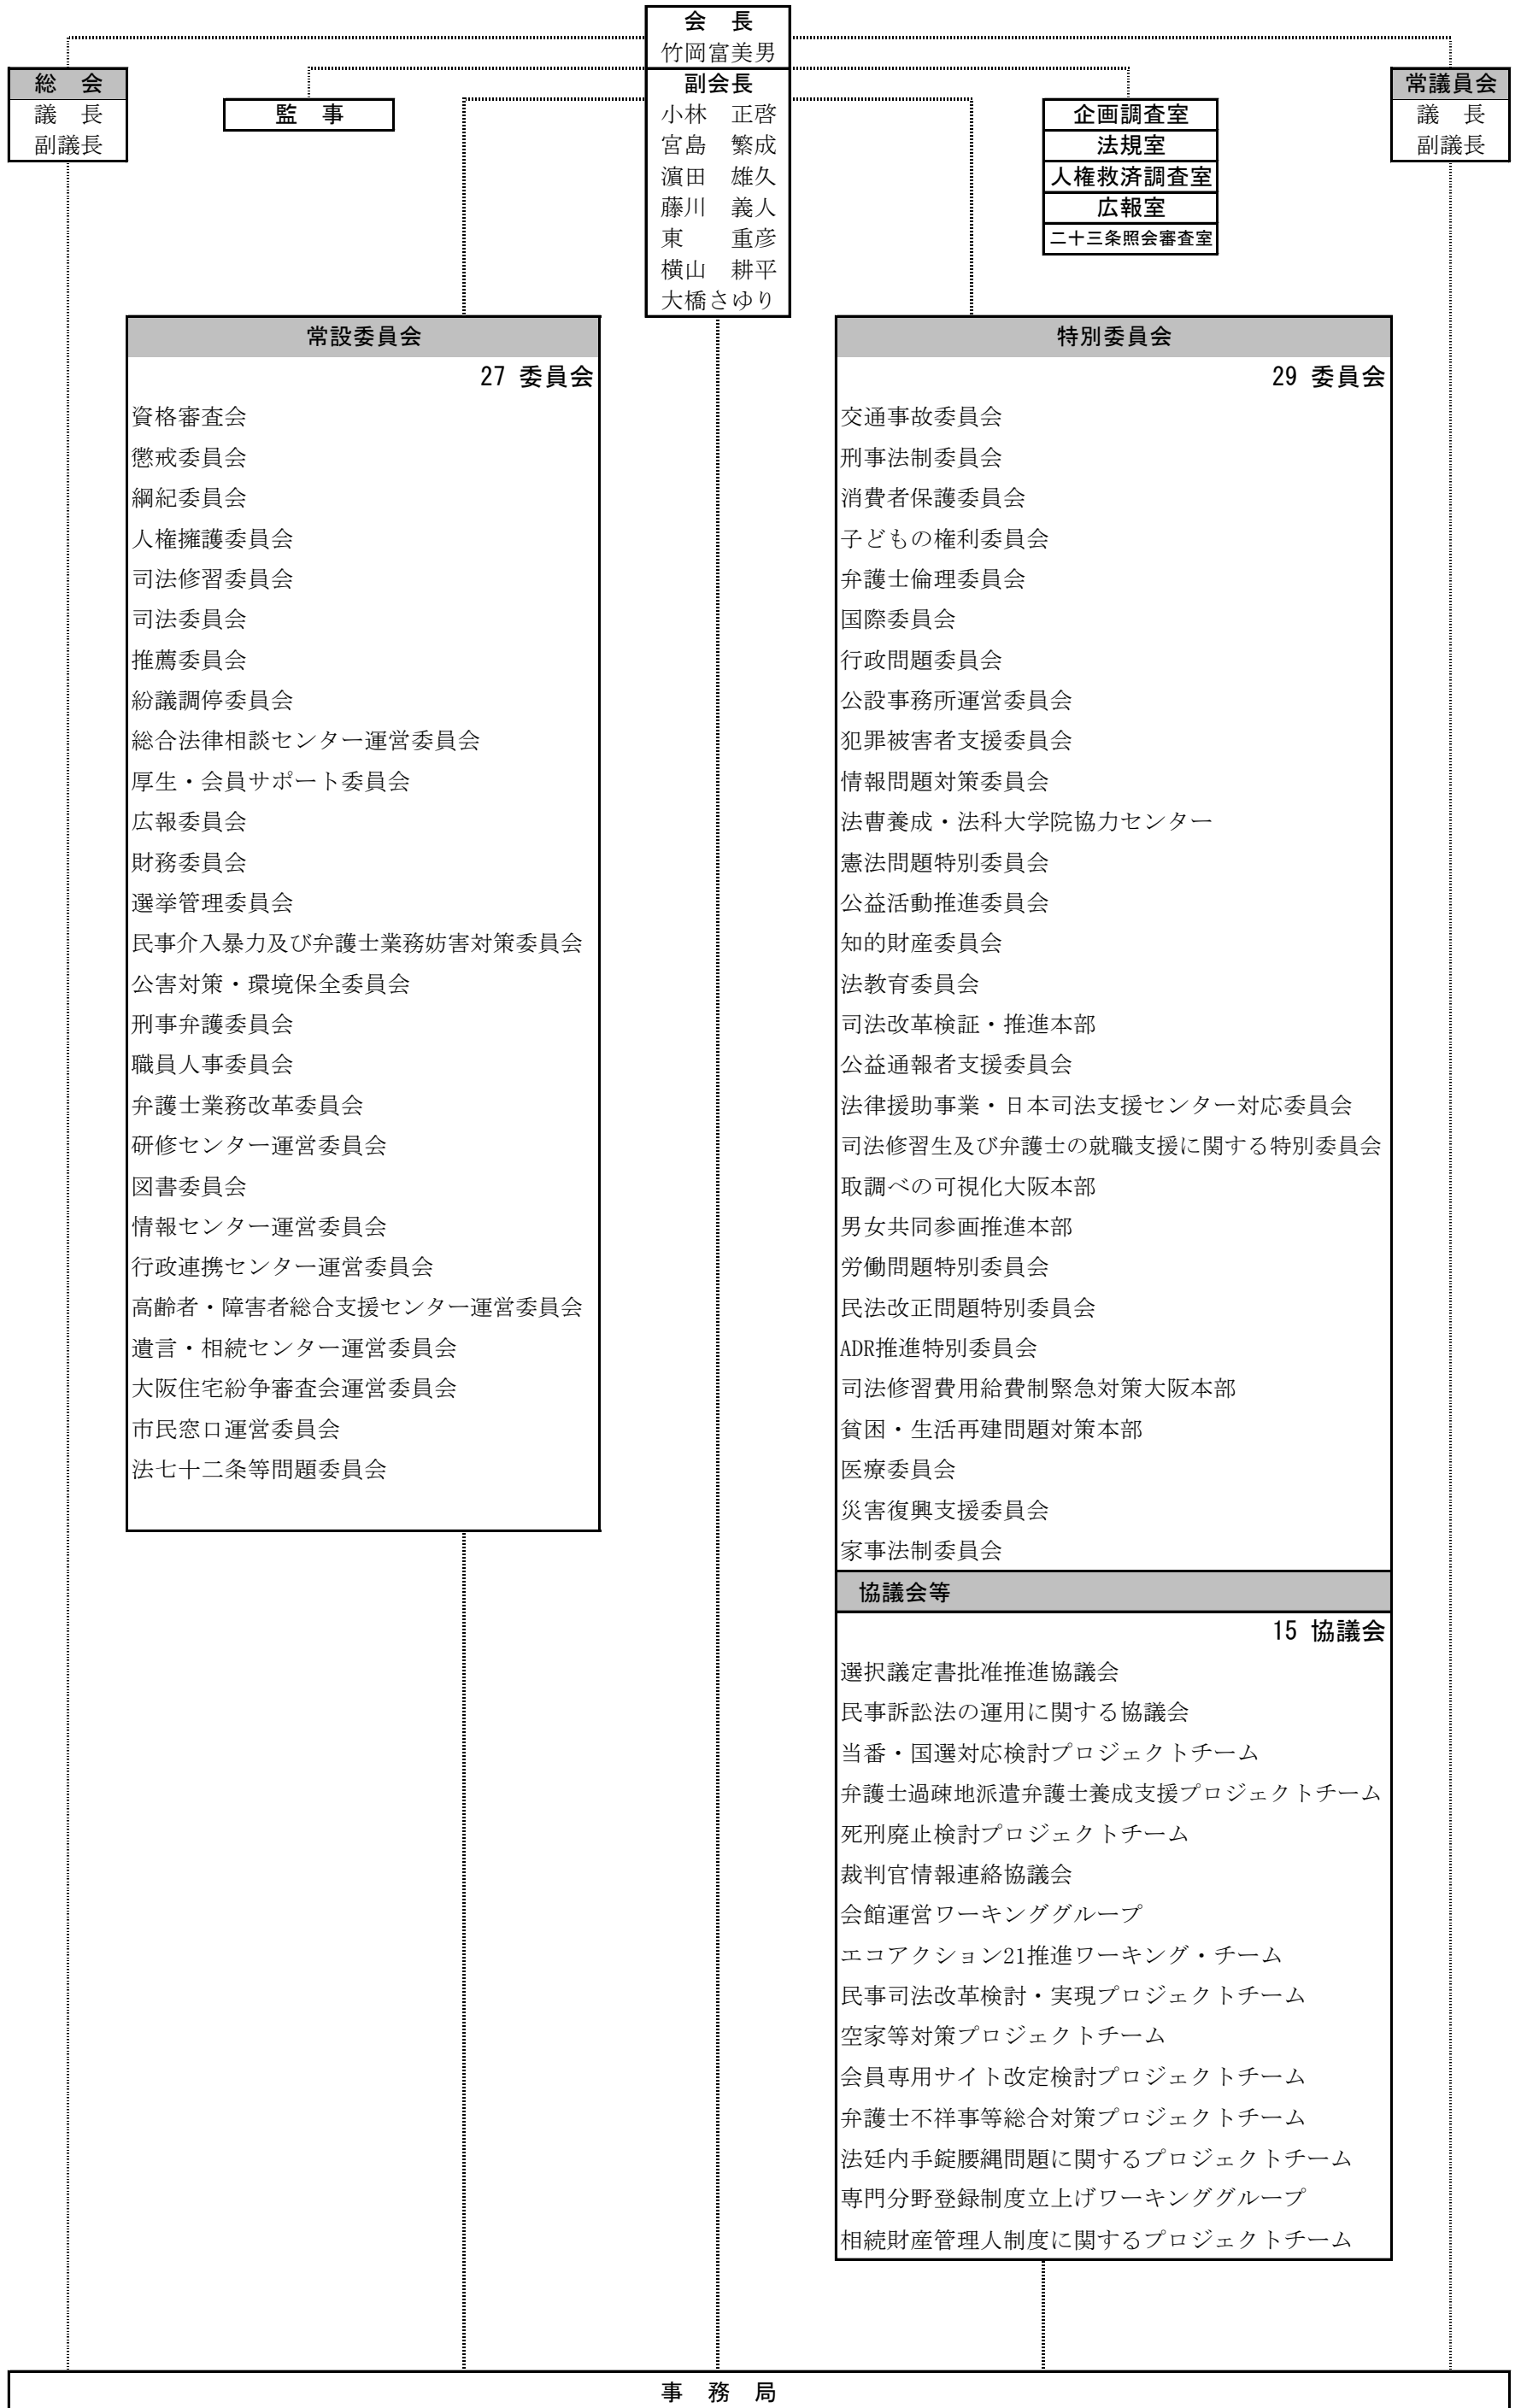 会　長
竹岡富美男
総　会
議　長
副議長
監　事
副会長
小林　正啓
宮島　繁成
濵田　雄久
藤川　義人
東　　重彦
横山　耕平
大橋さゆり
企画調査室
法規室
人権救済調査室
広報室
二十三条照会審査室
常議員会
議　長
副議長
常設委員会
27 委員会
資格審査会
懲戒委員会
綱紀委員会
人権擁護委員会
司法修習委員会
司法委員会
推薦委員会
紛議調停委員会
総合法律相談センター運営委員会
厚生・会員サポート委員会
広報委員会
財務委員会
選挙管理委員会
民事介入暴力及び弁護士業務妨害対策委員会
公害対策・環境保全委員会
刑事弁護委員会
職員人事委員会
弁護士業務改革委員会
研修センター運営委員会
図書委員会
情報センター運営委員会
行政連携センター運営委員会
高齢者・障害者総合支援センター運営委員会
遺言・相続センター運営委員会
大阪住宅紛争審査会運営委員会
市民窓口運営委員会
法七十二条等問題委員会
特別委員会
29 委員会
交通事故委員会
刑事法制委員会
消費者保護委員会
子どもの権利委員会
弁護士倫理委員会
国際委員会
行政問題委員会
公設事務所運営委員会
犯罪被害者支援委員会
情報問題対策委員会
法曹養成・法科大学院協力センター
憲法問題特別委員会
公益活動推進委員会
知的財産委員会
法教育委員会
司法改革検証・推進本部
公益通報者支援委員会
法律援助事業・日本司法支援センター対応委員会
司法修習生及び弁護士の就職支援に関する特別委員会
取調べの可視化大阪本部
男女共同参画推進本部
労働問題特別委員会
民法改正問題特別委員会
ADR推進特別委員会
司法修習費用給費制緊急対策大阪本部
貧困・生活再建問題対策本部
医療委員会
災害復興支援委員会
家事法制委員会
協議会等
15 協議会
選択議定書批准推進協議会
民事訴訟法の運用に関する協議会
当番・国選対応検討プロジェクトチーム
弁護士過疎地派遣弁護士養成支援プロジェクトチーム
死刑廃止検討プロジェクトチーム
裁判官情報連絡協議会
会館運営ワーキンググループ
エコアクション21推進ワーキング・チーム
民事司法改革検討・実現プロジェクトチーム
空家等対策プロジェクトチーム
会員専用サイト改定検討プロジェクトチーム
弁護士不祥事等総合対策プロジェクトチーム
法廷内手錠腰縄問題に関するプロジェクトチーム
専門分野登録制度立上げワーキンググループ
相続財産管理人制度に関するプロジェクトチーム
事　務　局